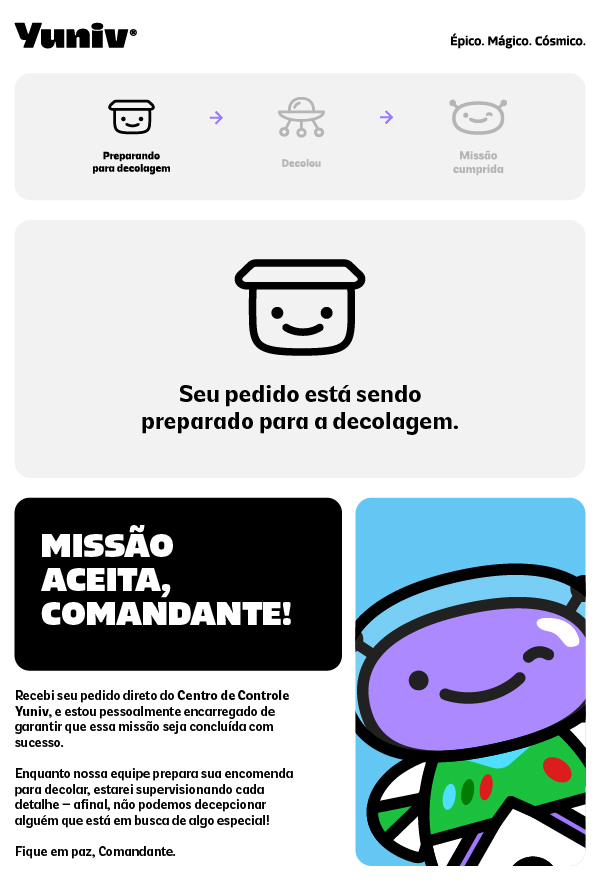 Yuniv®
Épico. Mágico. Cósmico.
Preparando
para decolagem
Decolou
Missão
cumprida
Seu pedido está sendo
preparado para a decolagem.
MISSÃO
ACEITA,
COMANDANTE!
Recebi seu pedido direto do Centro de Controle
Yuniv, e estou pessoalmente encarregado de
garantir que essa missão seja concluída com
sucesso.
Enquanto nossa equipe prepara sua encomenda
para decolar, estarei supervisionando cada
detalhe – afinal, não podemos decepcionar
alguém que está em busca de algo especial!
Fique em paz, Comandante.